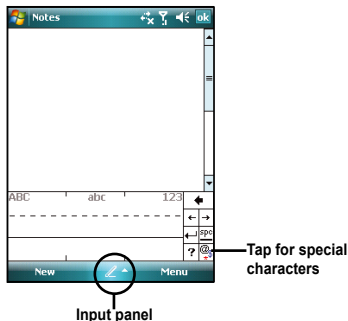 Notes ok
ABC abc 123
spc
? @
Tap for special
characters
New Menu
Input panel